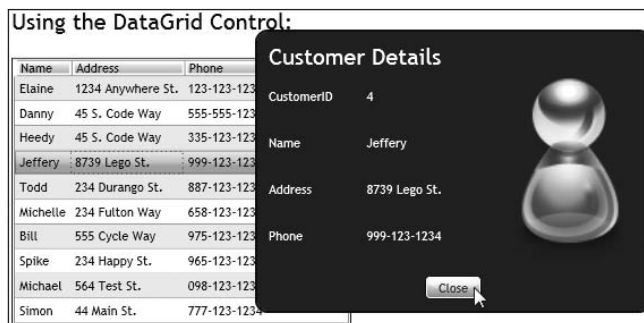 Using the DataGrid Control:
Name Address Phone
Elaine 1234 Anywhere St. 123-123-123
Danny 45 S. Code Way 555-555-123
Heedy 45 S. Code Way 335-123-123
Jeffery 8739 Lego St. 999-123-123
Todd 234 Durango St. 887-123-123
Michelle 234 Fulton Way 658-123-123
Bill 555 Cycle Way 975-123-123
Spike 234 Happy St. 965-123-123
Michael 564 Test St. 098-123-123
Simon 44 Main St. 777-123-1234
Customer Details
CustomerID 4
Name Jeffery
Address 8739 Lego St.
Phone 999-123-1234
Close